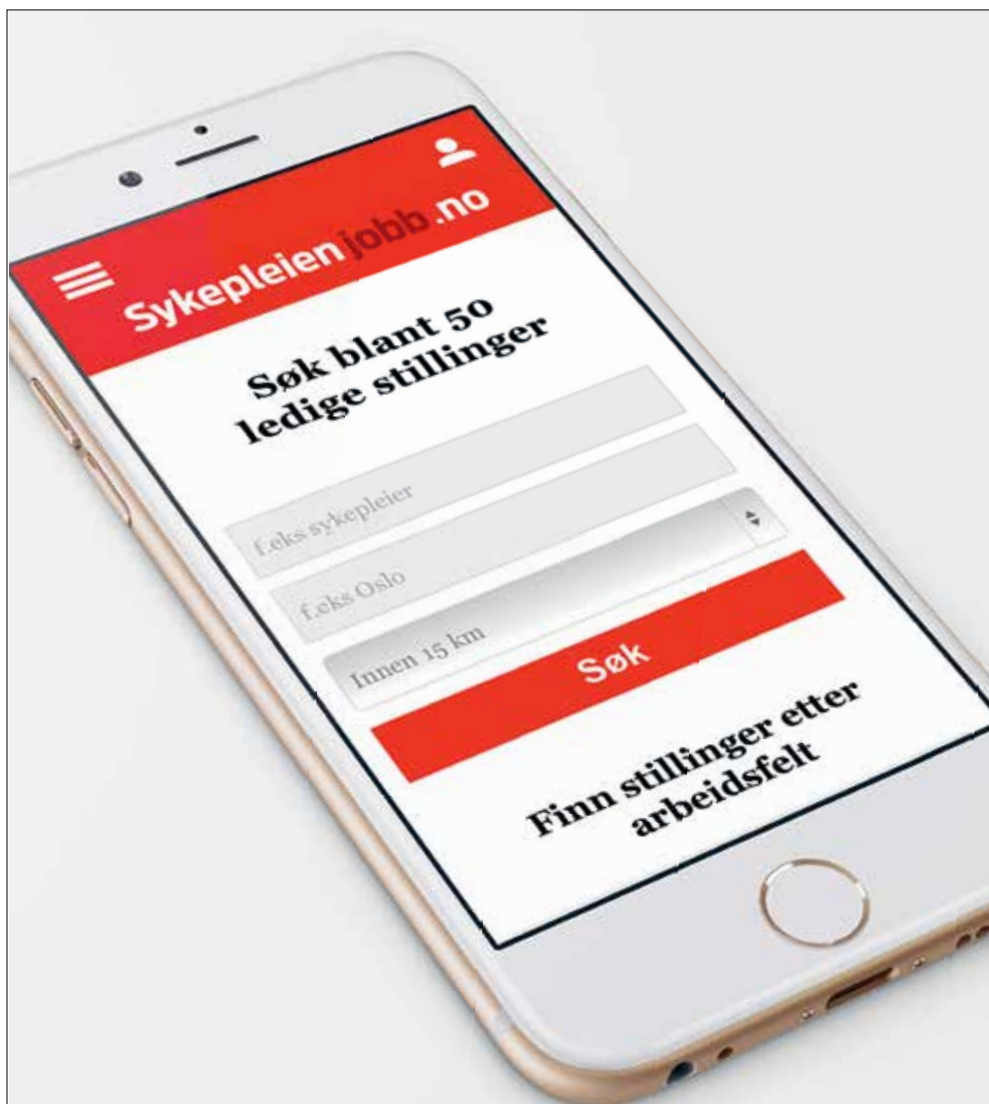 Sykepleienjobb.no
Søk blant 50
ledige stillinger
f.eks sykepleier
f.eks Oslo
Innen 15 km
Søk
Finn stillinger etter
arbeidsfelt